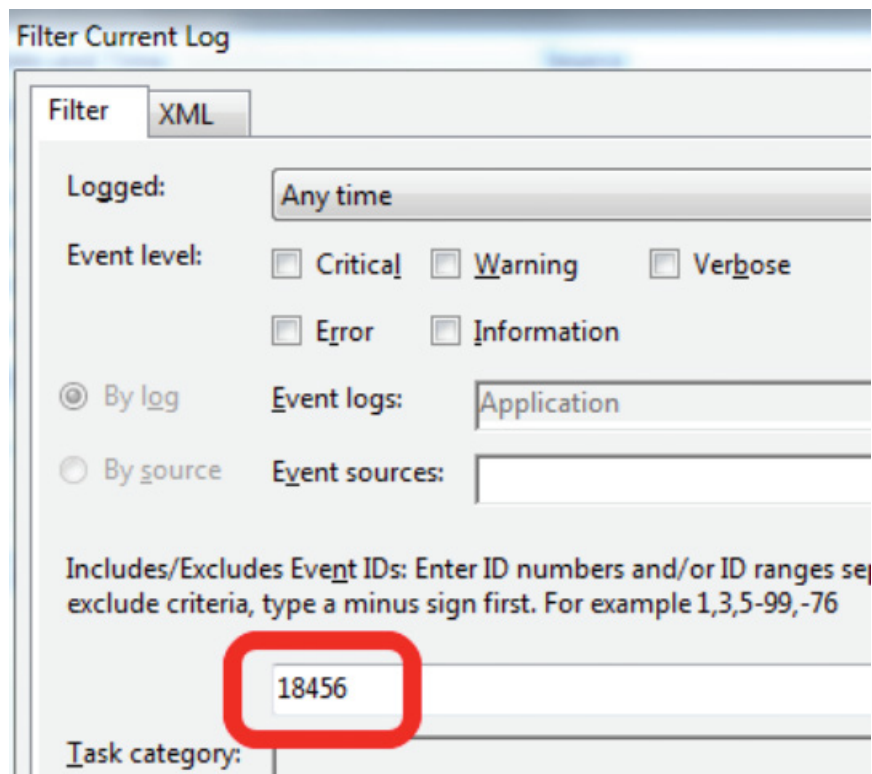 Filter Current Log
Filter XML
Logged: Any time
Event level: Critical Warning Verbose
Error Information
By log Event logs: Application
By source Event sources:
Includes/Excludes Event IDs: Enter ID numbers and/or ID ranges
exclude criteria, type a minus sign first. For example 1,3,5-99,-76
18456
Task category: